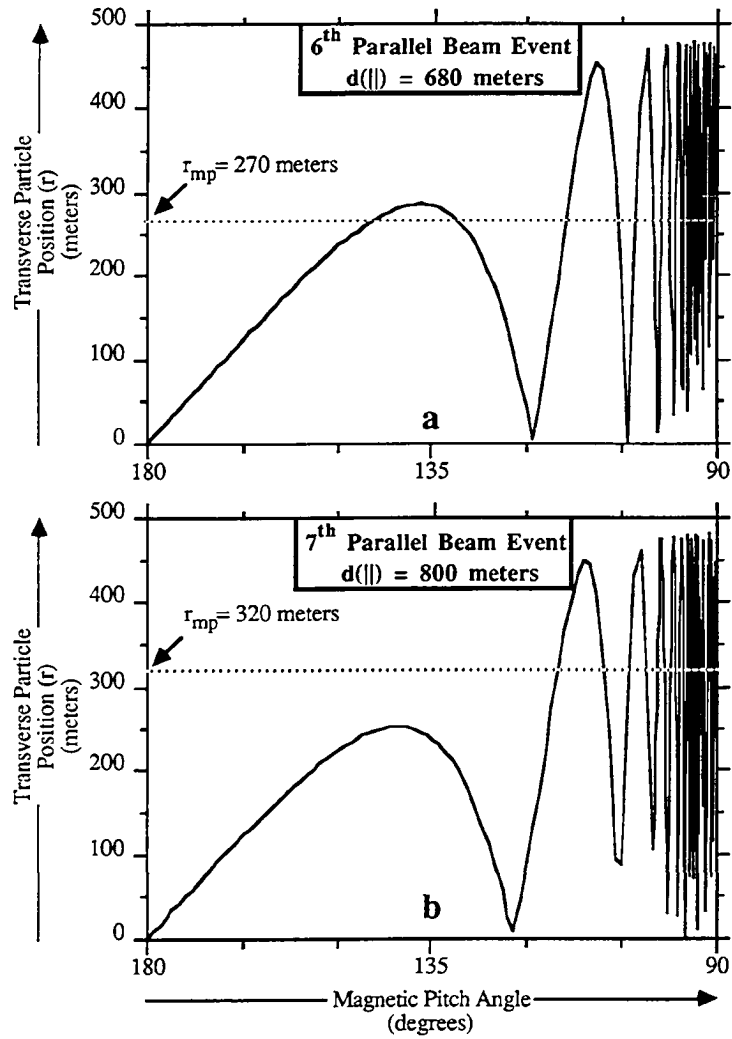 Transverse Particle
Position (r)
(meters)
500
400
300
200
100
0
6th Parallel Beam Event
d(||) = 680 meters
rmp= 270 meters
a
180
135
90
Transverse Particle
Position (r)
(meters)
500
400
300
200
100
0
7th Parallel Beam Event
d(||) = 800 meters
rmp= 320 meters
b
180
135
90
Magnetic Pitch Angle
(degrees)